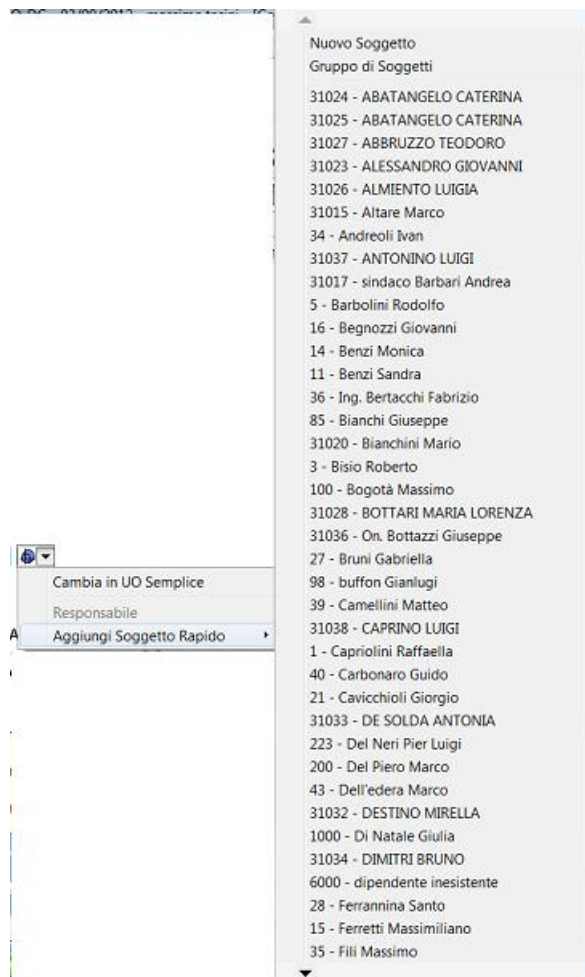 03/09/2012
Nuovo Soggetto
Gruppo di Soggetti
31024 - ABATANGELO CATERINA
31025 - ABATANGELO CATERINA
31027 - ABBRUZZO TEODORO
31023 - ALESSANDRO GIOVANNI
31026 - ALMIENTO LUIGIA
31015 - Altare Marco
34 - Andreoli Ivan
31037 - ANTONINO LUIGI
31017 - sindaco Barbari Andrea
5 - Barbolini Rodolfo
16 - Begnozzi Giovanni
14 - Benzi Monica
11 - Benzi Sandra
36 - Ing. Bertacchi Fabrizio
85 - Bianchi Giuseppe
31020 - Bianchini Mario
3 - Bisio Roberto
100 - Bogotà Massimo
31028 - BOTTARI MARIA LORENZA
31036 - On. Bottazzi Giuseppe
27 - Bruni Gabriella
98 - buffon Gianlugi
39 - Camellini Matteo
31038 - CAPRINO LUIGI
1 - Capriolini Raffaella
40 - Carbonaro Guido
21 - Cavicchioli Giorgio
31033 - DE SOLDA ANTONIA
223 - Del Neri Pier Luigi
200 - Del Piero Marco
43 - Dell'edera Marco
31032 - DESTINO MIRELLA
1000 - Di Natale Giulia
31034 - DIMITRI BRUNO
6000 - dipendente inesistente
28 - Ferrannina Santo
15 - Ferretti Massimiliano
35 - Fili Massimo
Cambia in UO Semplice
Responsabile
Aggiungi Soggetto Rapido